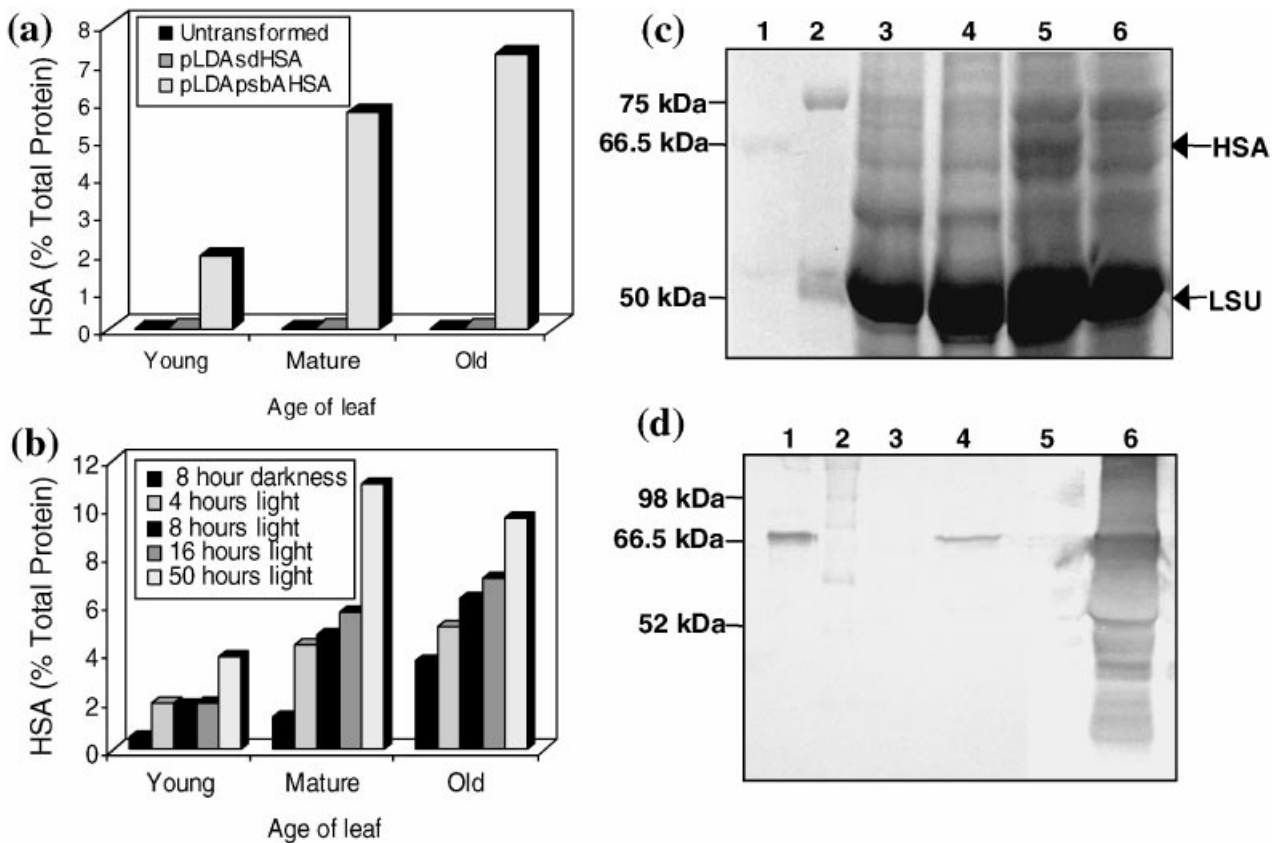 (a)
HSA (% Total Protein)
8
7
6
5
4
3
2
1
0
Untransformed
pLDAsdHSA
pLDApsbAHSA
Young Mature Old
Age of leaf
(b)
HSA (% Total Protein)
12
10
8
6
4
2
0
8 hour darkness
4 hours light
8 hours light
16 hours light
50 hours light
Young Mature Old
Age of leaf
(c)
1 2 3 4 5 6
75 kDa
66.5 kDa
50 kDa
HSA
LSU
(d)
1 2 3 4 5 6
98 kDa
66.5 kDa
52 kDa